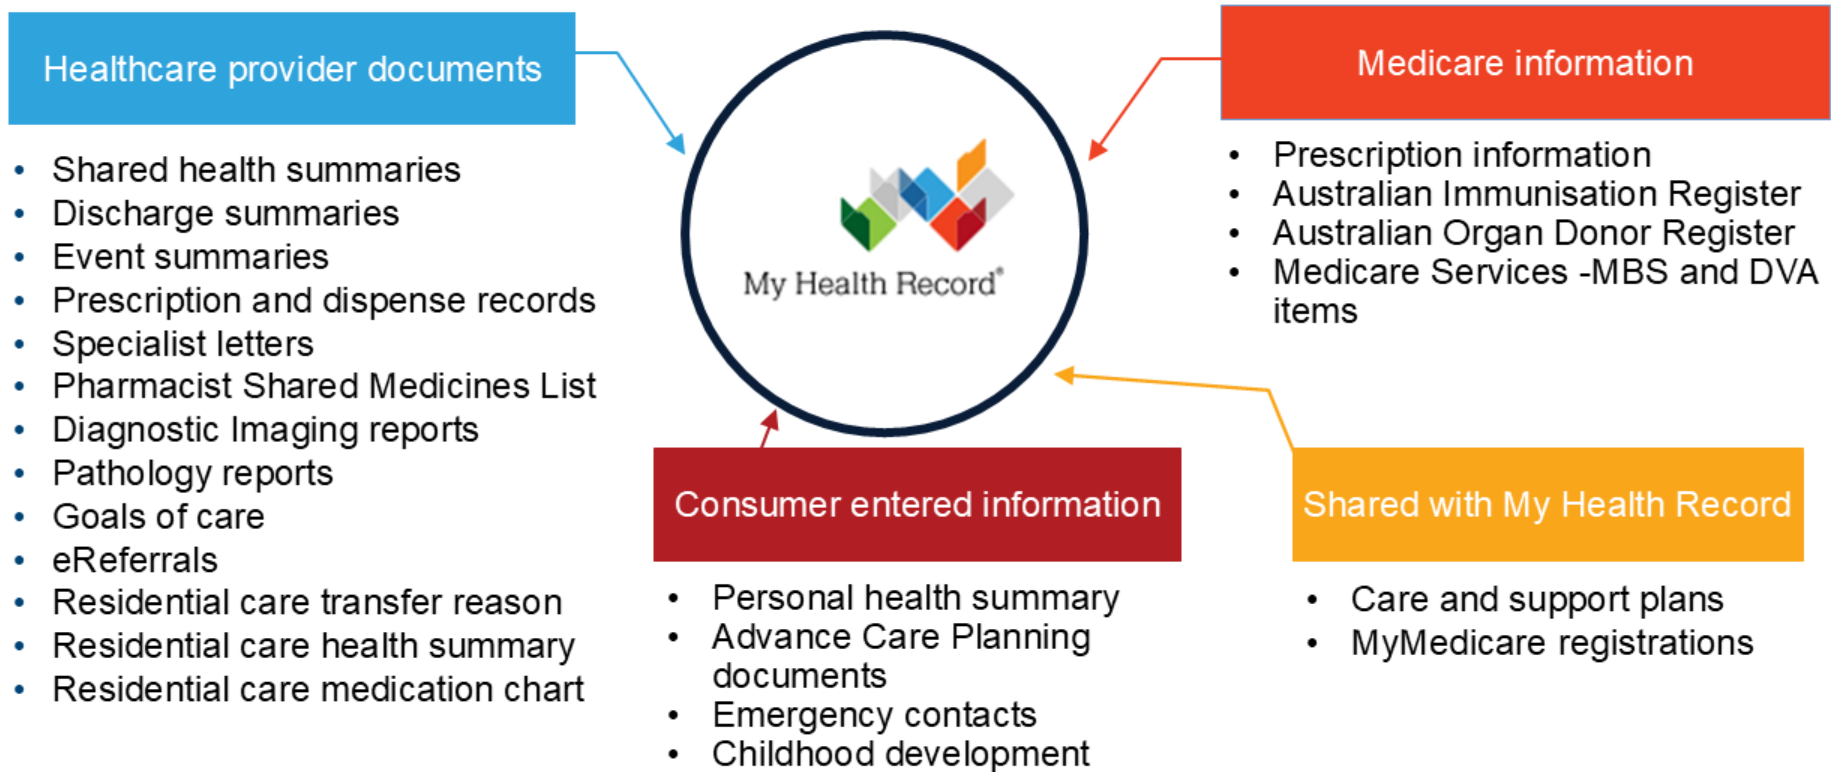 Healthcare provider documents
• Shared health summaries
• Discharge summaries
• Event summaries
• Prescription and dispense records
• Specialist letters
• Pharmacist Shared Medicines List
• Diagnostic Imaging reports
• Pathology reports
• Goals of care
• eReferrals
• Residential care transfer reason
• Residential care health summary
• Residential care medication chart
My Health Record®
Medicare information
• Prescription information
• Australian Immunisation Register
• Australian Organ Donor Register
• Medicare Services -MBS and DVA
items
Consumer entered information
• Personal health summary
• Advance Care Planning
documents
• Emergency contacts
• Childhood development
Shared with My Health Record
• Care and support plans
• MyMedicare registrations